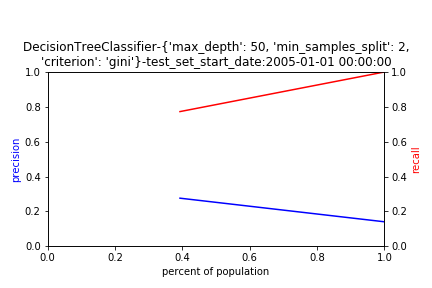 DecisionTreeClassifier-{'max_depth': 50, 'min_samples_split': 2,
'criterion': 'gini'}-test_set_start_date:2005-01-01 00:00:00
1.0
0.8
0.6
0.4
0.2
0.0
precision
1.0
0.8
0.6
0.4
0.2
0.0
recall
0.0 0.2 0.4 0.6 0.8 1.0
percent of population